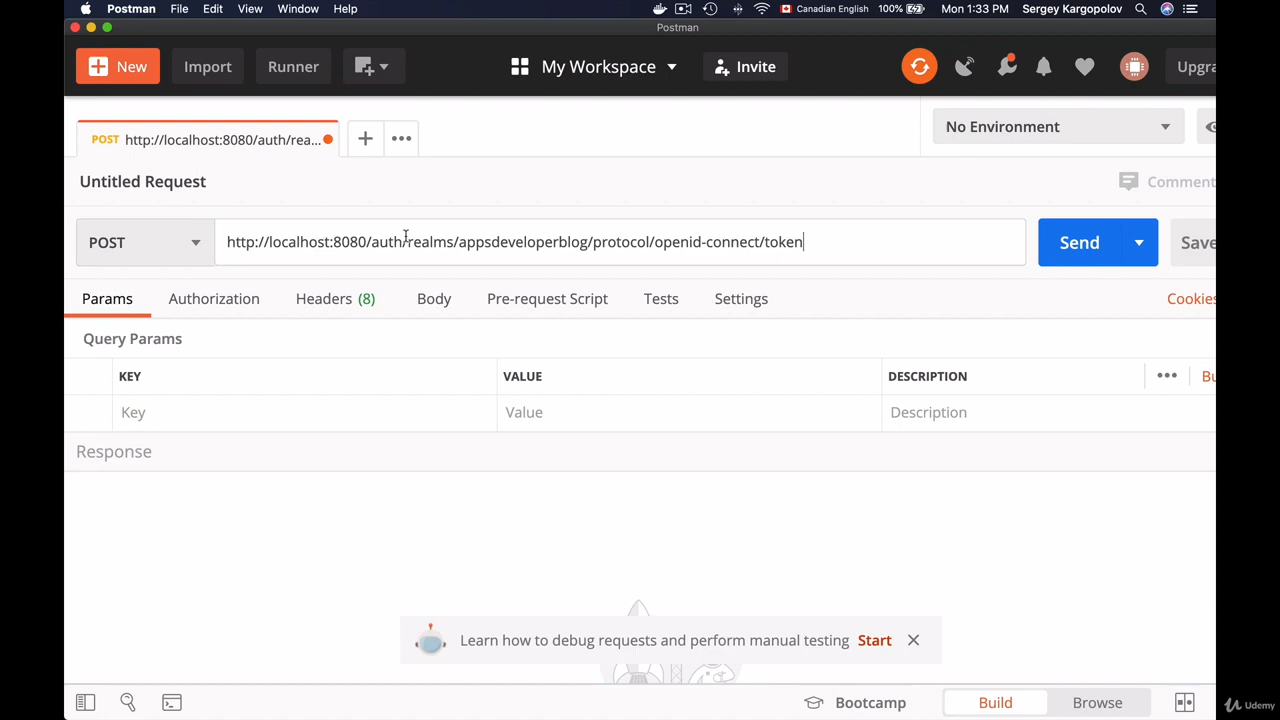 Postman File Edit View Window Help Canadian English 100% Mon 1:33 PM Sergey Kargopolov
Postman
New Import Runner My Workspace Invite Upgra
POST http://localhost:8080/auth/rea... No Environment
Untitled Request Comment
POST http://localhost:8080/auth/realms/appsdeveloperblog/protocol/openid-connect/token Send Save
Params Authorization Headers (8) Body Pre-request Script Tests Settings Cookies
Query Params
KEY VALUE DESCRIPTION Bu
Key Value Description
Response
Learn how to debug requests and perform manual testing Start
Bootcamp Build Browse
Udemy